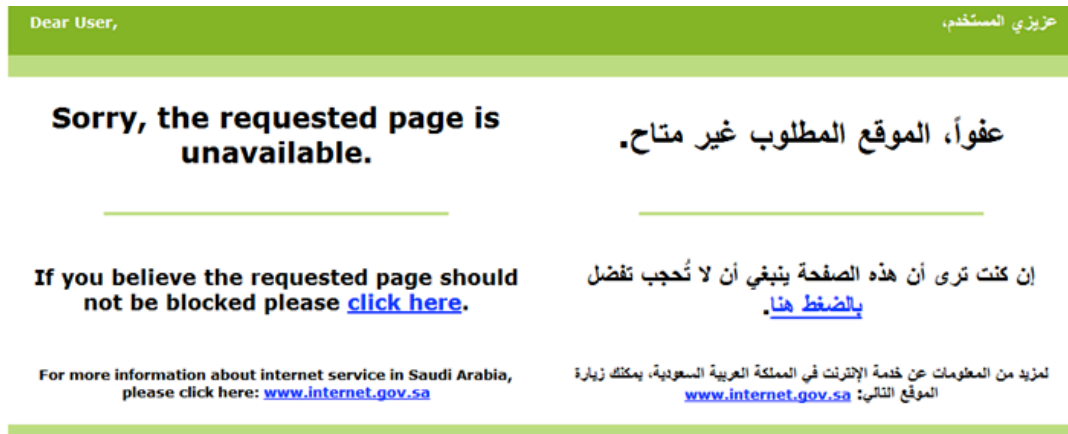 Dear User,
عزيزي المستخدم،
Sorry, the requested page is
unavailable.
عفواً، الموقع المطلوب غير متاح.
If you believe the requested page should
not be blocked please click here.
إن كنت ترى أن هذه الصفحة ينبغي أن لا تُحجب تفضل
بالضغط هنا.
For more information about internet service in Saudi Arabia,
please click here: www.internet.gov.sa
لمزيد من المعلومات عن خدمة الإنترنت في المملكة العربية السعودية، يمكنك زيارة
الموقع التالي: www.internet.gov.sa